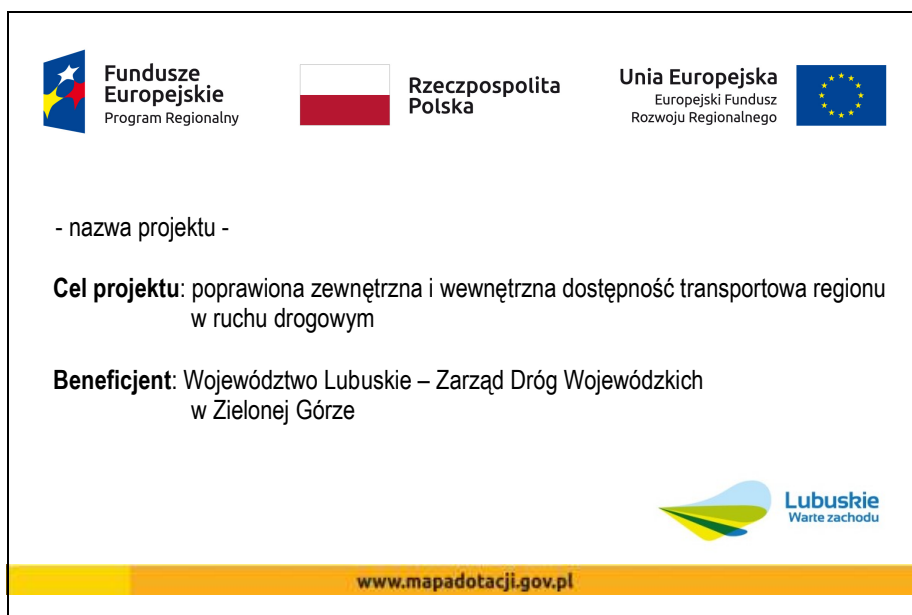 Fundusze
Europejskie
Program Regionalny
Rzeczpospolita
Polska
Unia Europejska
Europejski Fundusz
Rozwoju Regionalnego
- nazwa projektu -
Cel projektu: poprawiona zewnętrzna i wewnętrzna dostępność transportowa regionu
w ruchu drogowym
Beneficjent: Województwo Lubuskie – Zarząd Dróg Wojewódzkich
w Zielonej Górze
Lubuskie
Warte zachodu
www.mapadotacji.gov.pl